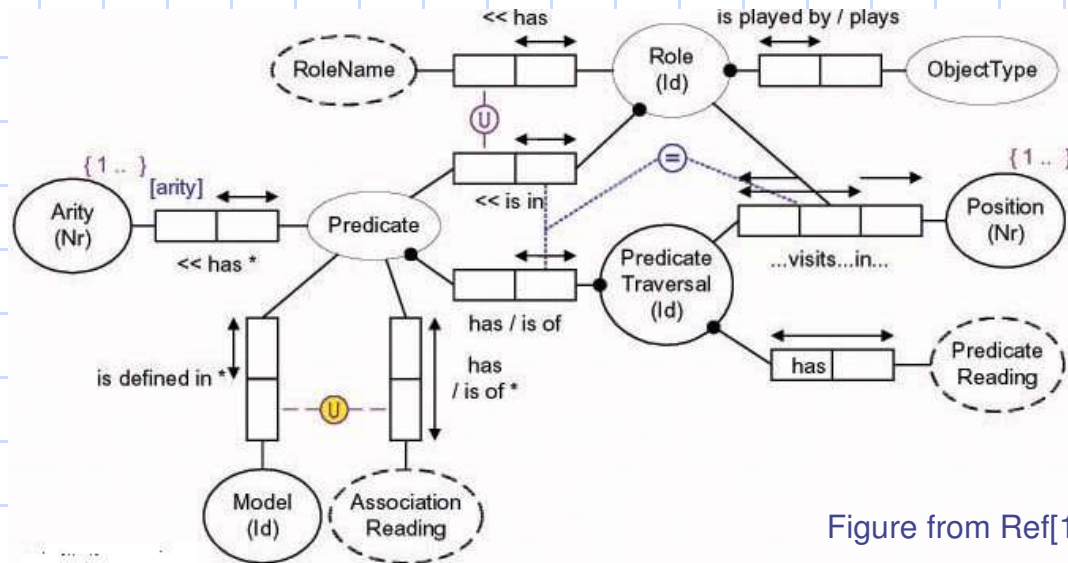 << has
is played by / plays
RoleName
Role
(Id)
ObjectType
U
{ 1 .. }
[arity]
=
{ 1 .. }
Arity
(Nr)
Predicate
<< is in
Position
(Nr)
<< has *
Predicate
Traversal
(Id)
...visits...in...
has / is of
is defined in *
has
/ is of *
has
Predicate
Reading
U
Model
(Id)
Association
Reading
Figure from Ref[1